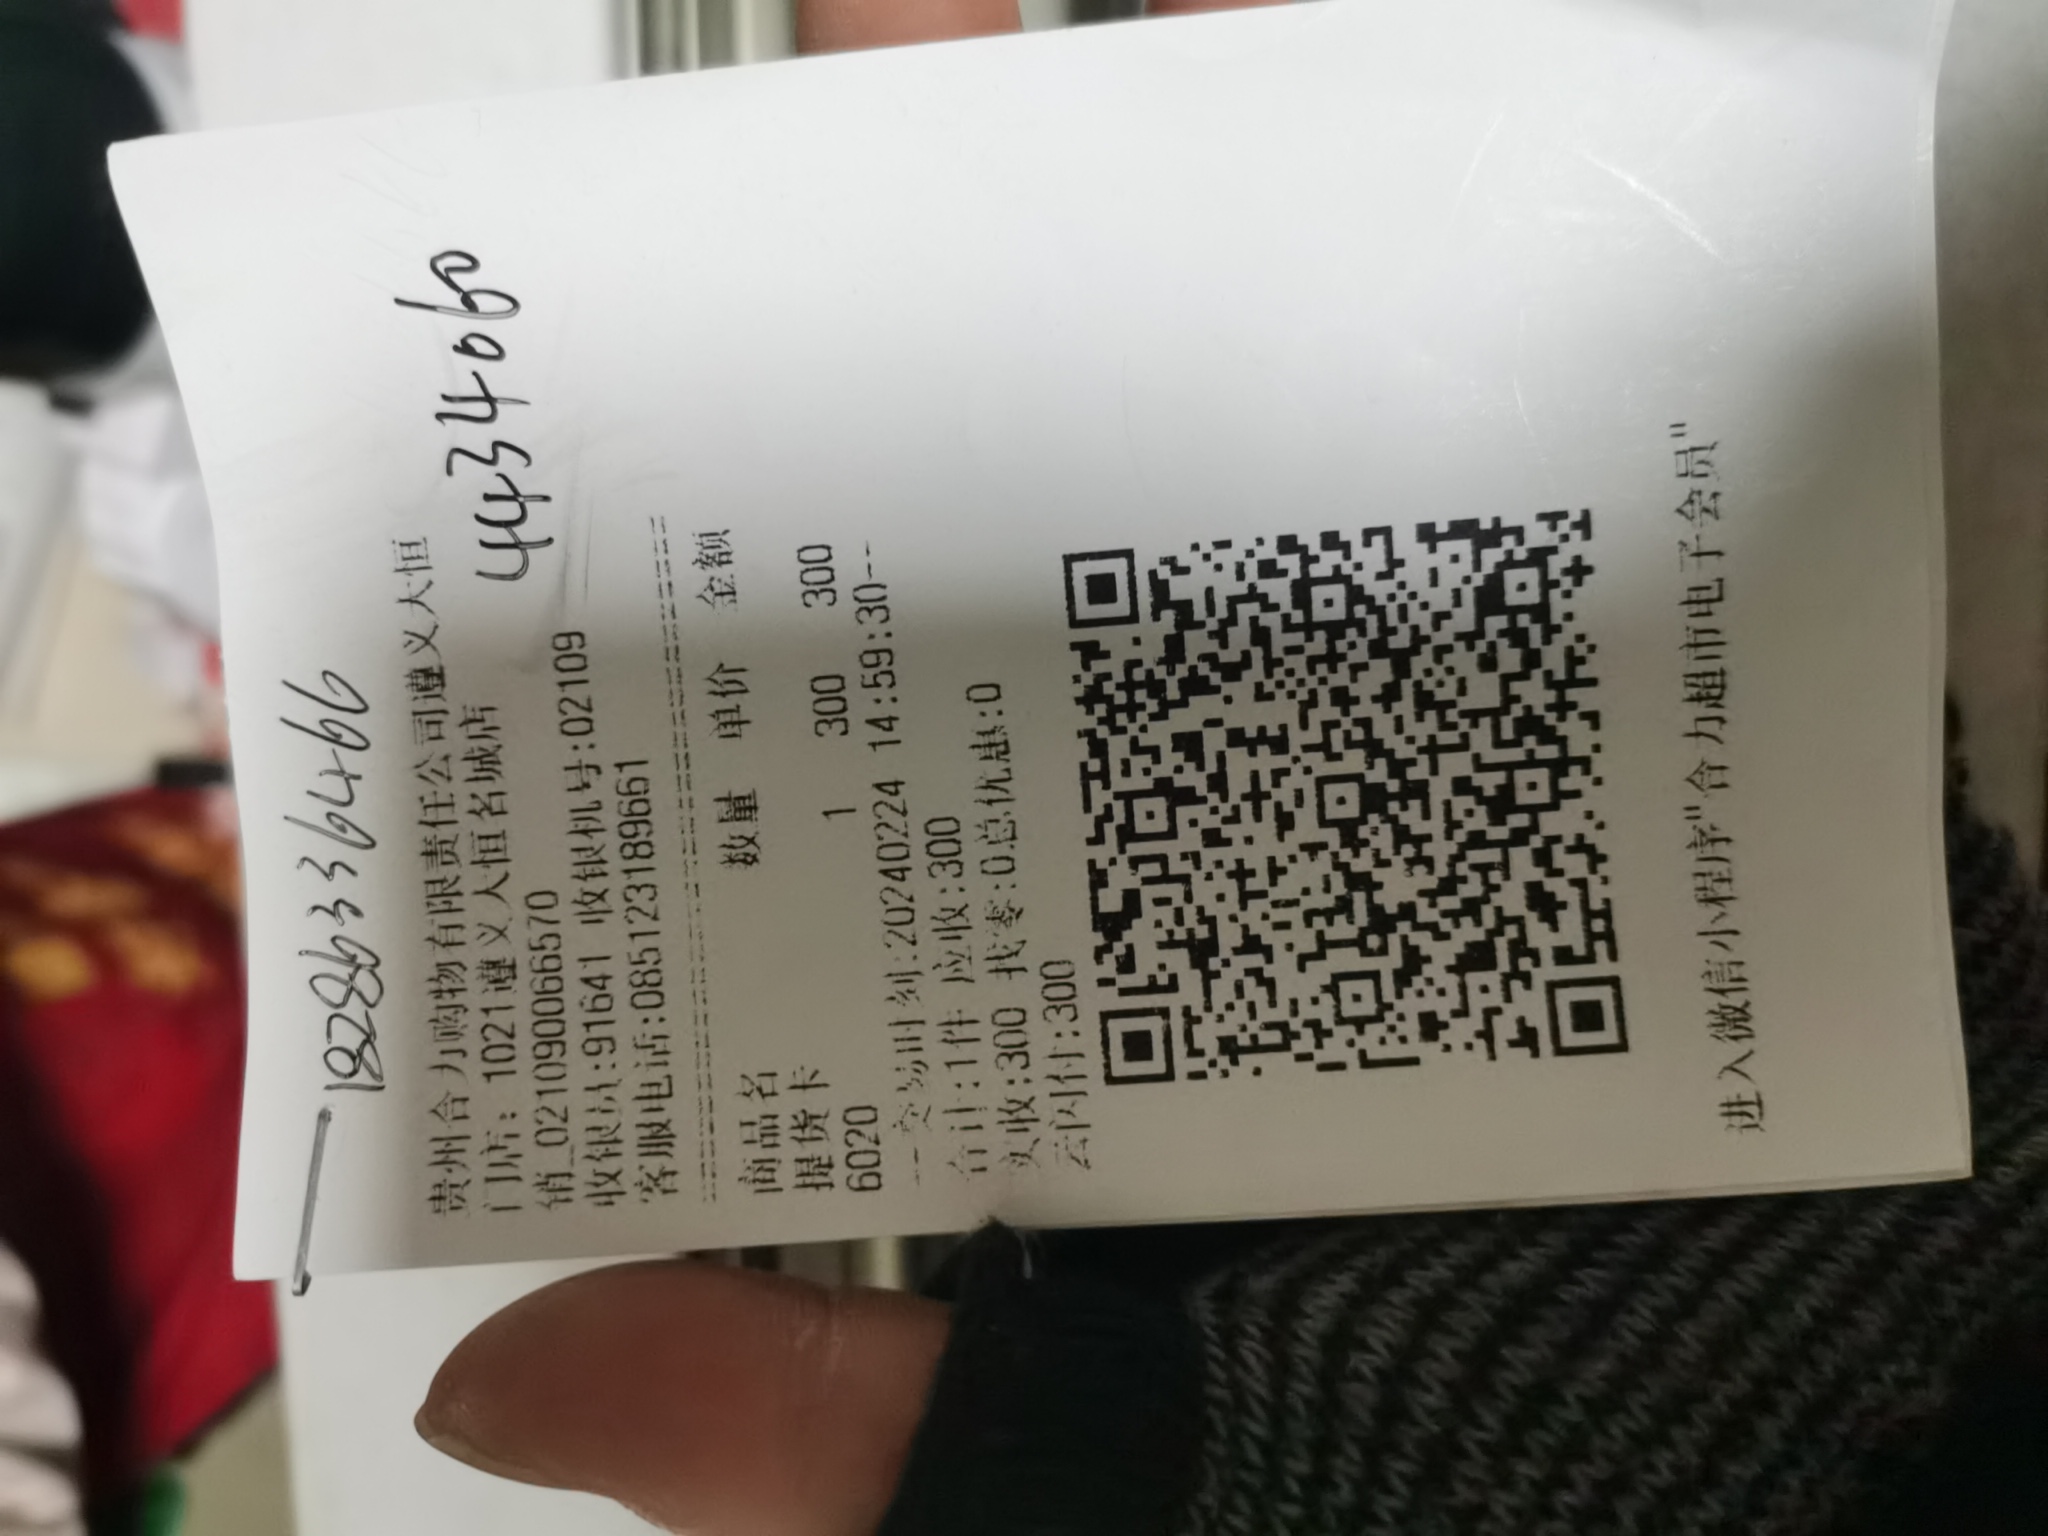 18286336466
贵州合力购物有限责任公司遵义大恒
4434060
门店：1021遵义大恒名城店
销_021090066570
收银员:91641 收银机号:02109
客服电话:085123189661
商品名 数量 单价 金额
提货卡
6020 1 300 300
--交易时刻:20240224 14:59:30---
合计:1件 应收:300
实收:300 找零:0总优惠:0
云闪付:300
进入微信小程序"合力超市电子会员"